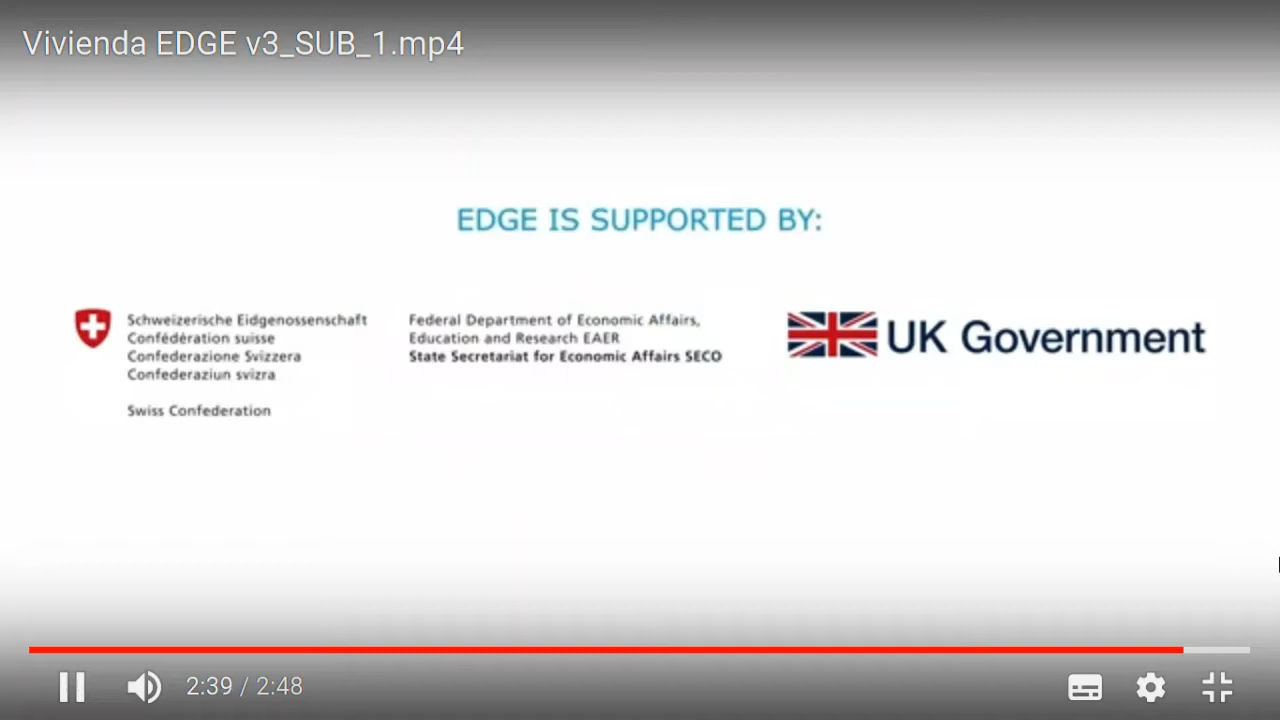 Vivienda EDGE v3_SUB_1.mp4
EDGE IS SUPPORTED BY:
Schweizerische Eidgenossenschaft
Confédération suisse
Confederazione Svizzera
Confederaziun svizra
Swiss Confederation
Federal Department of Economic Affairs,
Education and Research EAER
State Secretariat for Economic Affairs SECO
UK Government
2:39 / 2:48